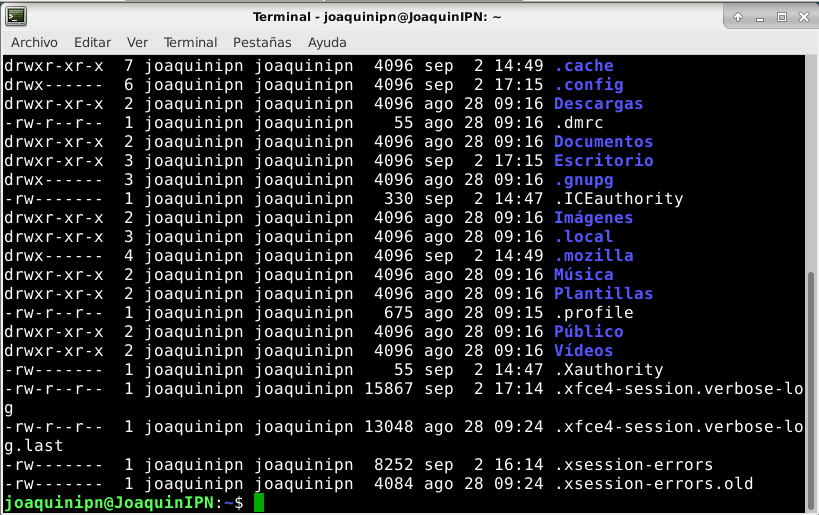 Terminal - joaquinipn@JoaquinIPN: ~
Archivo Editar Ver Terminal Pestañas Ayuda
drwxr-xr-x  7 joaquinipn joaquinipn  4096 sep  2 14:49 .cache
drwx------  6 joaquinipn joaquinipn  4096 sep  2 17:15 .config
drwxr-xr-x  2 joaquinipn joaquinipn  4096 ago 28 09:16 Descargas
-rw-r--r--  1 joaquinipn joaquinipn    55 ago 28 09:16 .dmrc
drwxr-xr-x  2 joaquinipn joaquinipn  4096 ago 28 09:16 Documentos
drwxr-xr-x  3 joaquinipn joaquinipn  4096 sep  2 17:15 Escritorio
drwx------  3 joaquinipn joaquinipn  4096 ago 28 09:16 .gnupg
-rw-------  1 joaquinipn joaquinipn   330 sep  2 14:47 .ICEauthority
drwxr-xr-x  2 joaquinipn joaquinipn  4096 ago 28 09:16 Imágenes
drwxr-xr-x  3 joaquinipn joaquinipn  4096 ago 28 09:16 .local
drwx------  4 joaquinipn joaquinipn  4096 sep  2 14:49 .mozilla
drwxr-xr-x  2 joaquinipn joaquinipn  4096 ago 28 09:16 Música
drwxr-xr-x  2 joaquinipn joaquinipn  4096 ago 28 09:16 Plantillas
-rw-r--r--  1 joaquinipn joaquinipn   675 ago 28 09:15 .profile
drwxr-xr-x  2 joaquinipn joaquinipn  4096 ago 28 09:16 Público
drwxr-xr-x  2 joaquinipn joaquinipn  4096 ago 28 09:16 Vídeos
-rw-------  1 joaquinipn joaquinipn    55 sep  2 14:47 .Xauthority
-rw-r--r--  1 joaquinipn joaquinipn 15867 sep  2 17:14 .xfce4-session.verbose-lo
g
-rw-r--r--  1 joaquinipn joaquinipn 13048 ago 28 09:24 .xfce4-session.verbose-lo
g.last
-rw-------  1 joaquinipn joaquinipn  8252 sep  2 16:14 .xsession-errors
-rw-------  1 joaquinipn joaquinipn  4084 ago 28 09:24 .xsession-errors.old
joaquinipn@JoaquinIPN:~$